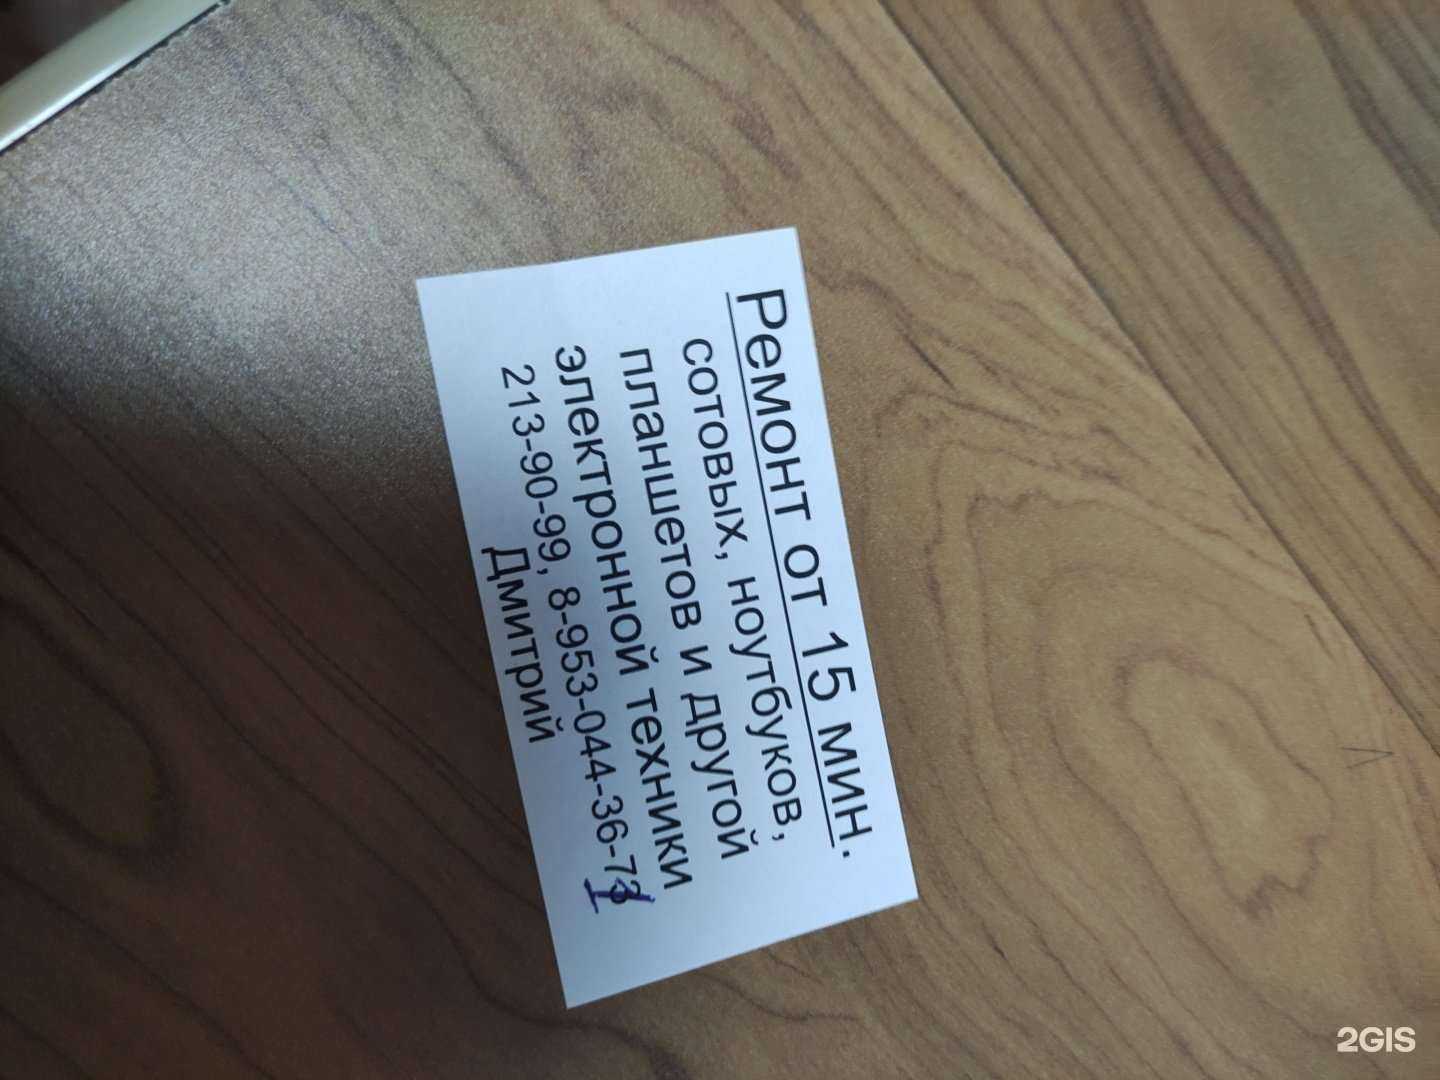 Ремонт от 15 мин.
сотовых, ноутбуков,
планшетов и другой
электронной техники
213-90-99, 8-953-044-36-73
Дмитрий
2GIS